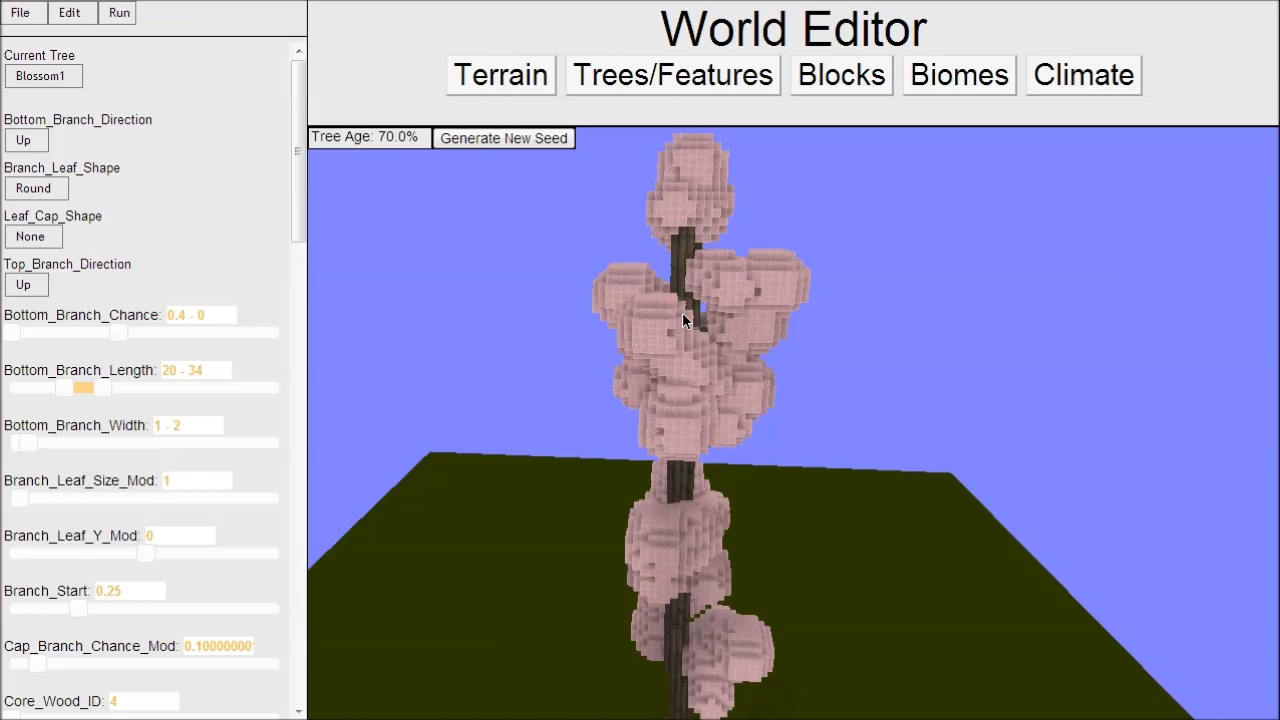 File Edit Run
World Editor
Terrain Trees/Features Blocks Biomes Climate
Tree Age: 70.0% Generate New Seed
Current Tree
Blossom1
Bottom_Branch_Direction
Up
Branch_Leaf_Shape
Round
Leaf_Cap_Shape
None
Top_Branch_Direction
Up
Bottom_Branch_Chance: 0.4 - 0
Bottom_Branch_Length: 20 - 34
Bottom_Branch_Width: 1 - 2
Branch_Leaf_Size_Mod: 1
Branch_Leaf_Y_Mod: 0
Branch_Start: 0.25
Cap_Branch_Chance_Mod: 0.10000000
Core_Wood_ID: 4